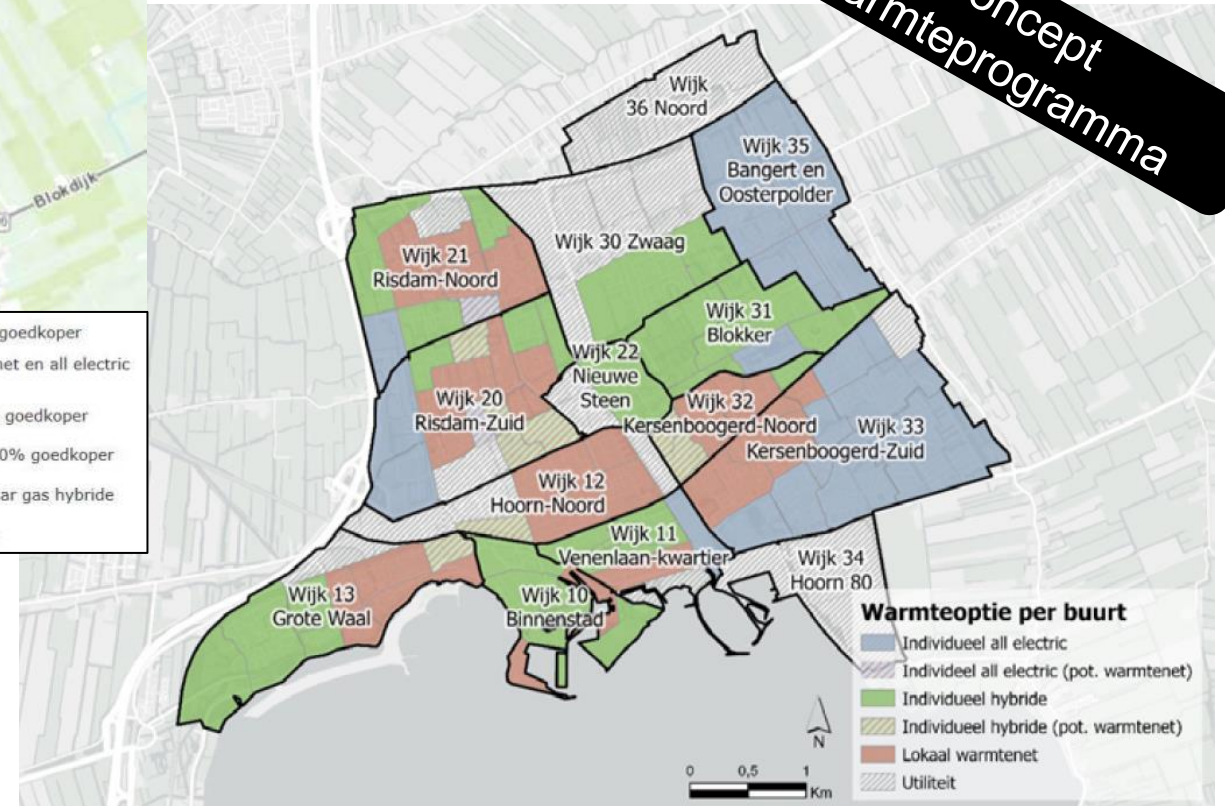 oncept
rmteprogramma
Blokdijk
goedkoper
net en all electric
goedkoper
0% goedkoper
ar gas hybride
Wijk
36 Noord
Wijk 35
Bangert en
Oosterpolder
Wijk 30 Zwaag
Wijk 21
Risdam-Noord
Wijk 31
Blokker
Wijk 22
Nieuwe
Steen
Wijk 20
Risdam-Zuid
Wijk 32
Kersenboogerd-Noord
Wijk 33
Kersenboogerd-Zuid
Wijk 12
Hoorn-Noord
Wijk 11
Venenlaan-kwartier
Wijk 34
Hoorn 80
Wijk 13
Grote Waal
Wijk 10
Binnenstad
Warmteoptie per buurt
Individueel all electric
Individeel all electric (pot. warmtenet)
Individueel hybride
Individueel hybride (pot. warmtenet)
Lokaal warmtenet
Utiliteit
N
0 0,5 1
Km